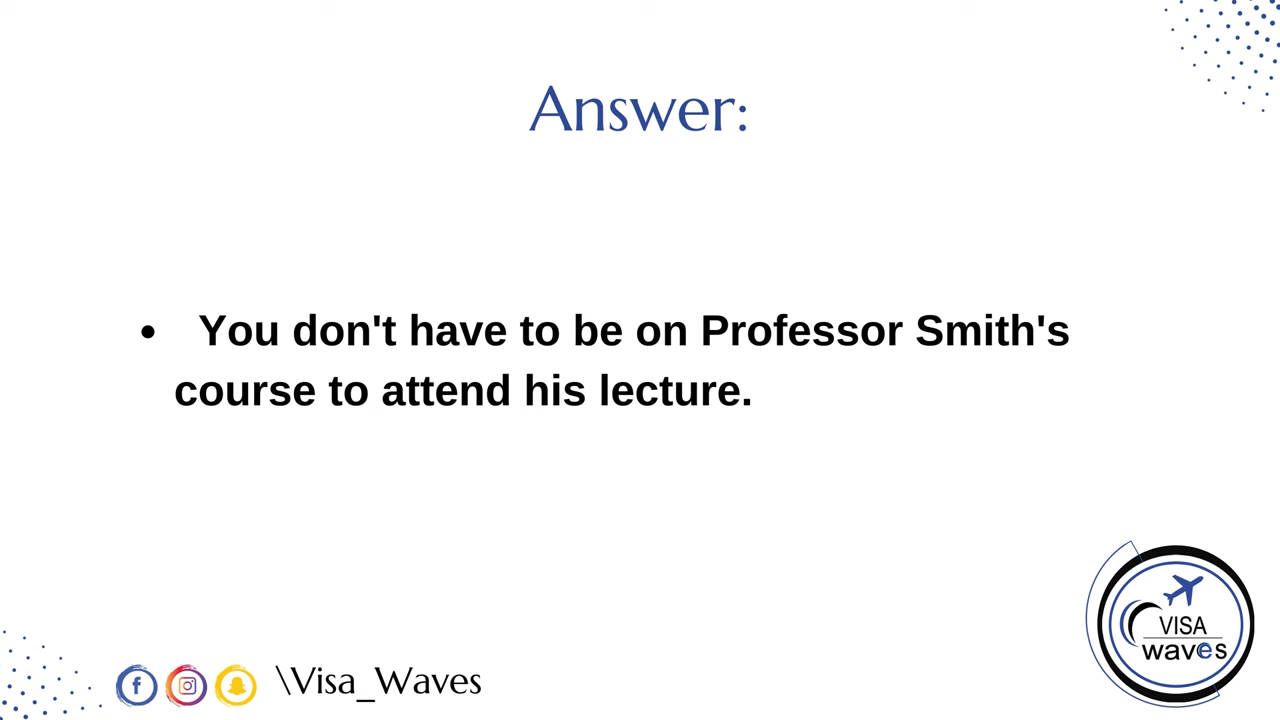 Answer:
• You don't have to be on Professor Smith's
course to attend his lecture.
VISA
waves
\Visa_Waves